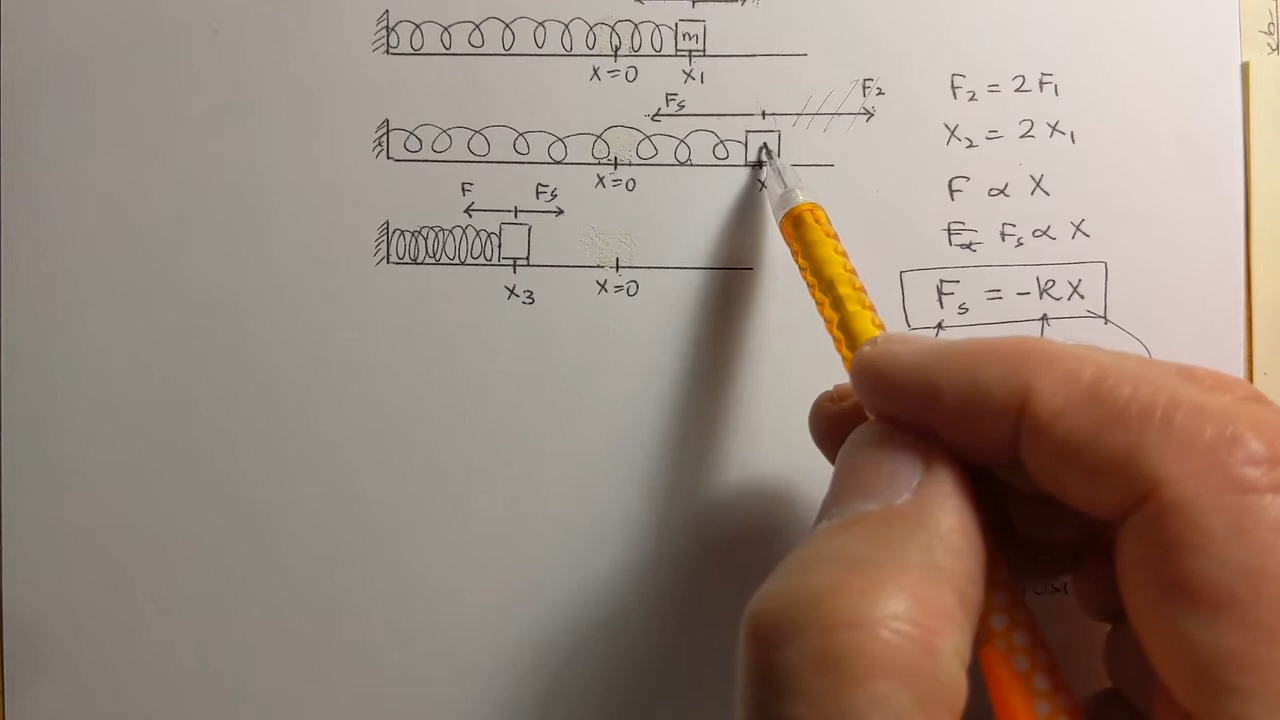 m
x=0 x₁
Fs F₂
x=0 x
F Fs
x₃ x=0
F₂ = 2F₁
x₂ = 2x₁
F ∝ x
Fs ∝ x
Fs = -kx